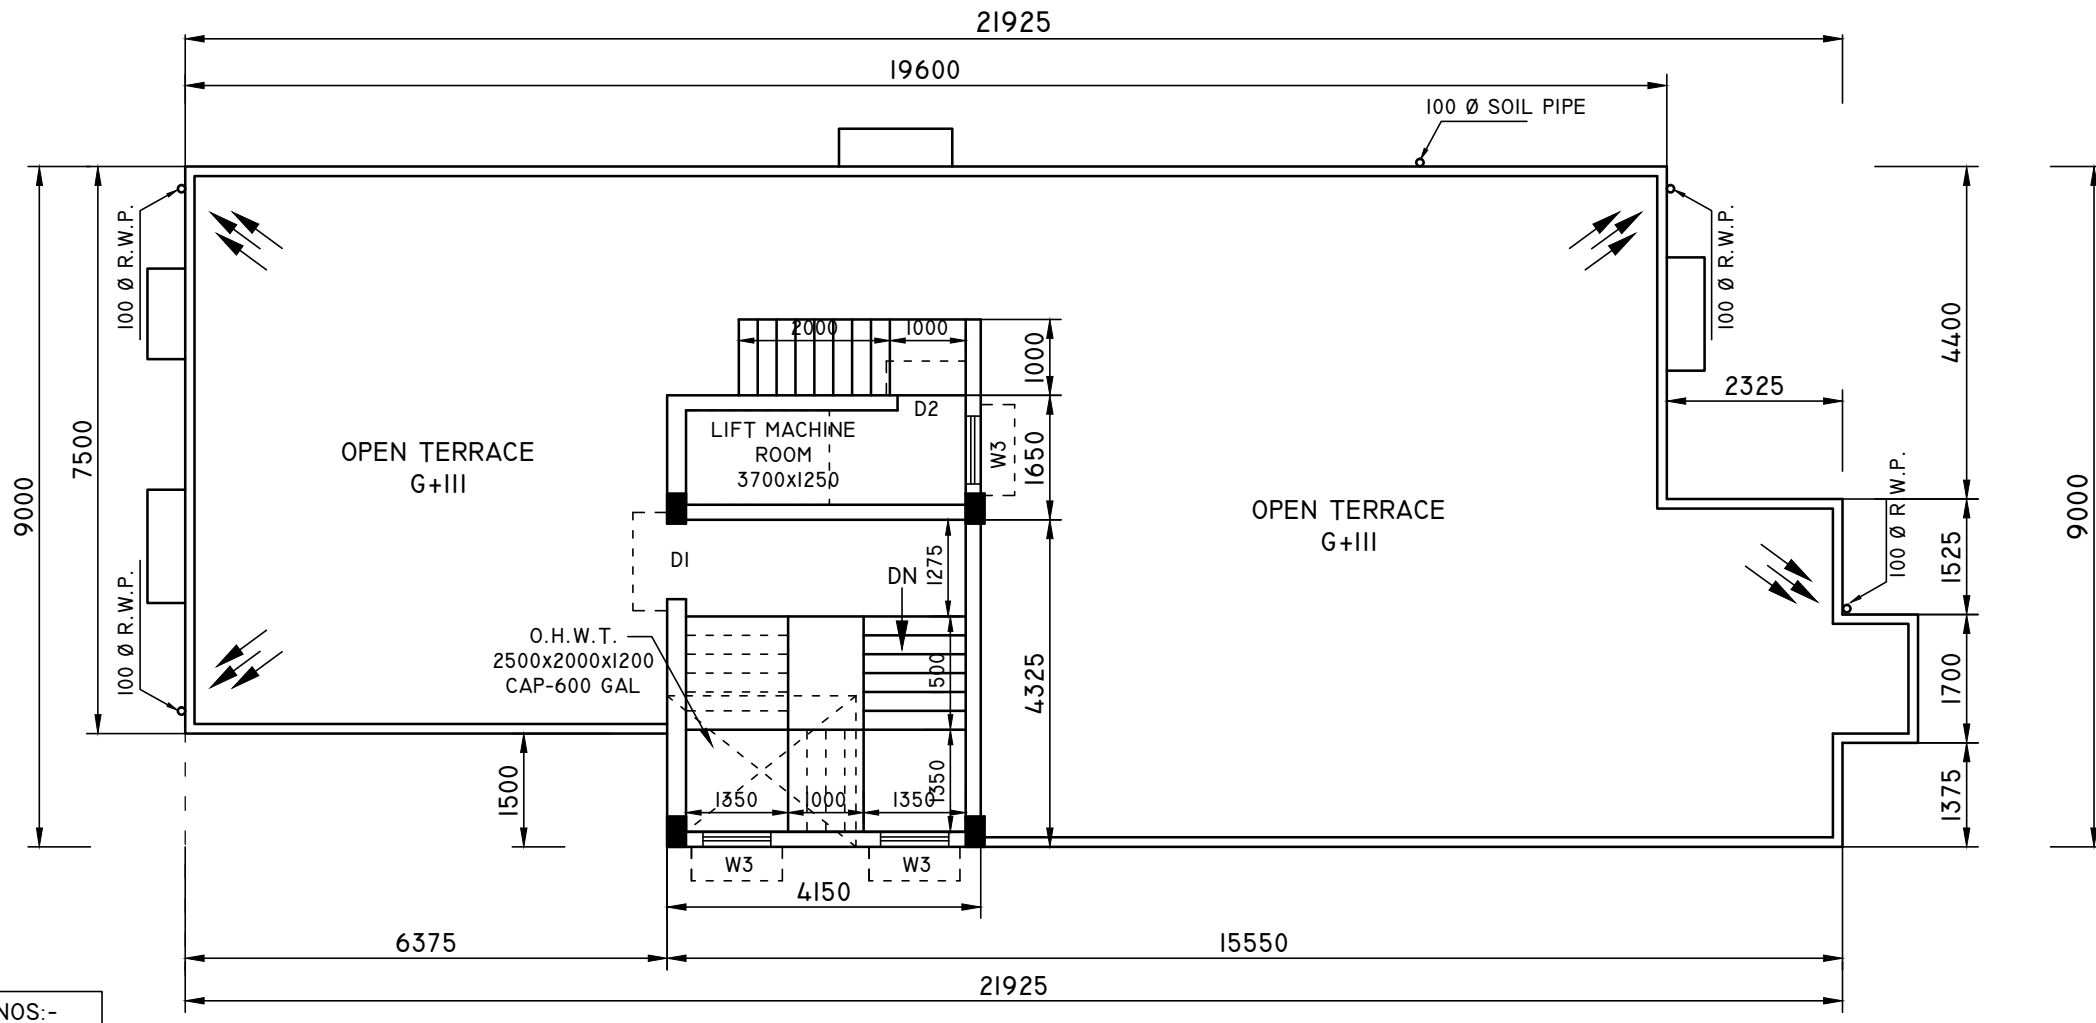 21925
19600
100 Ø SOIL PIPE
100 Ø R.W.P.
100 Ø R.W.P.
2000
1000
1000
4400
2325
D2
LIFT MACHINE
ROOM
3700x1250
W3
1650
OPEN TERRACE
G+III
7500
9000
OPEN TERRACE
G+III
9000
100 Ø R.W.P.
1525
D1
1275
DN
100 Ø R.W.P.
O.H.W.T.
2500x2000x1200
CAP-600 GAL
500
4325
1700
1500
1350
1000
1350
1350
1375
W3
W3
4150
6375
15550
21925
NOS:-